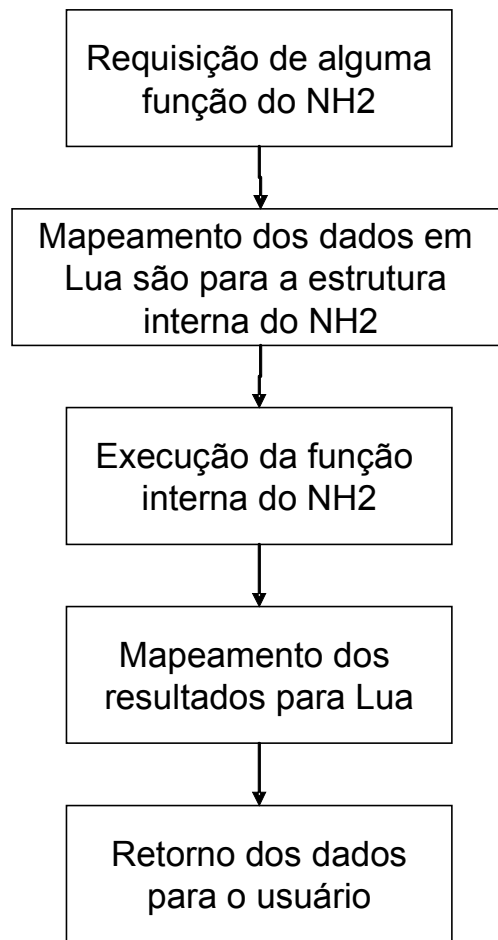 Requisição de alguma
função do NH2
Mapeamento dos dados em
Lua são para a estrutura
interna do NH2
Execução da função
interna do NH2
Mapeamento dos
resultados para Lua
Retorno dos dados
para o usuário